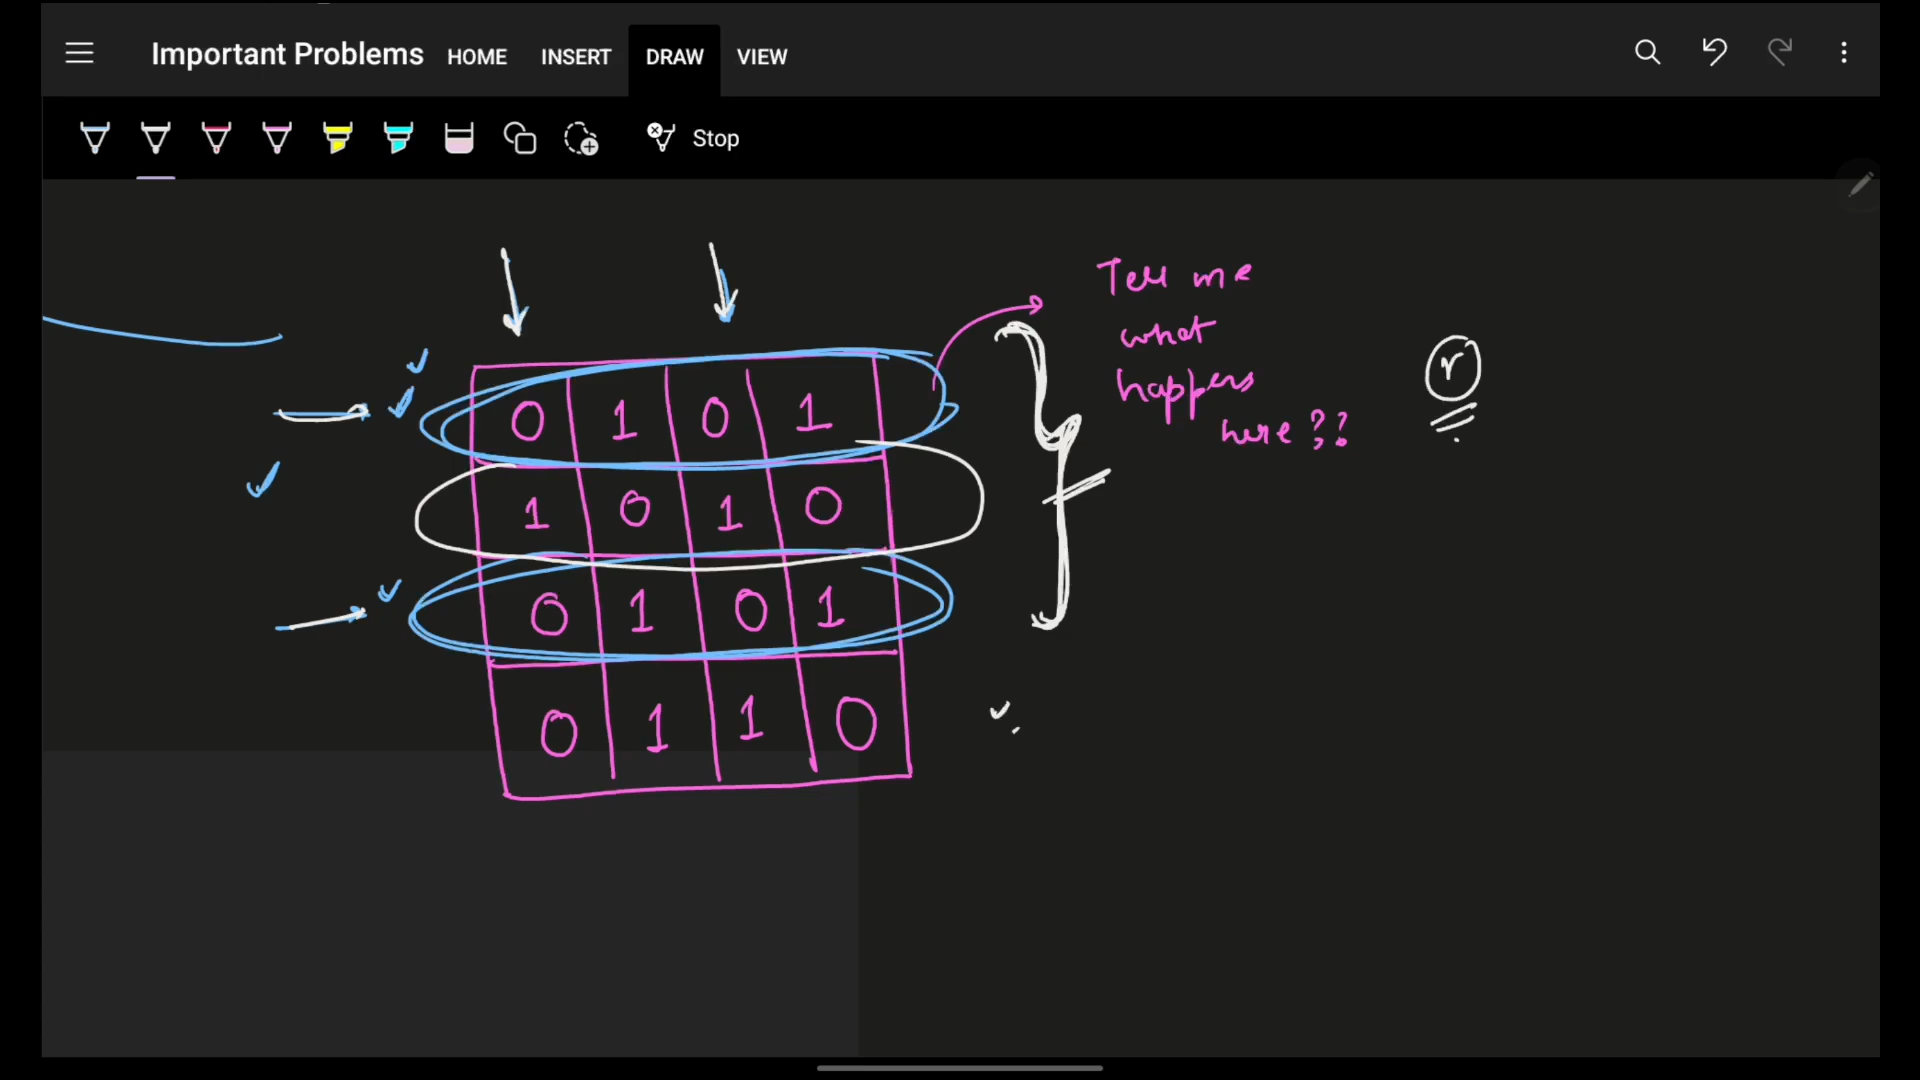 Important Problems HOME INSERT DRAW VIEW
Stop
Tell me
what
happens
here ??
r
0 1 0 1
1 0 1 0
0 1 0 1
0 1 1 0